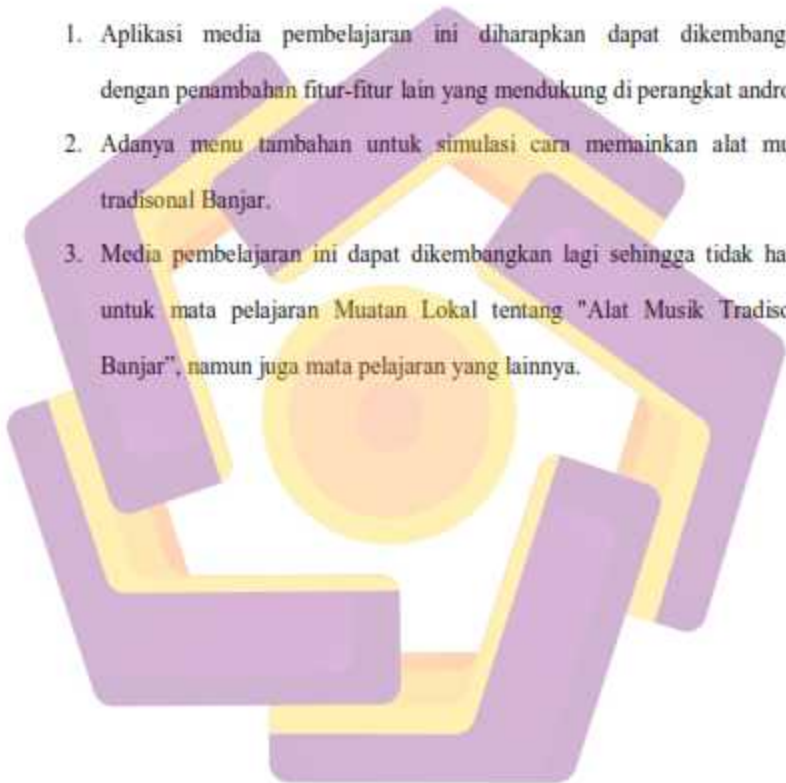 1. Aplikasi media pembelajaran ini diharapkan dapat dikembang
dengan penambahan fitur-fitur lain yang mendukung di perangkat andro
2. Adanya menu tambahan untuk simulasi cara memainkan alat mu
tradisonal Banjar.
3. Media pembelajaran ini dapat dikembangkan lagi sehingga tidak ha
untuk mata pelajaran Muatan Lokal tentang "Alat Musik Tradiso
Banjar”, namun juga mata pelajaran yang lainnya.